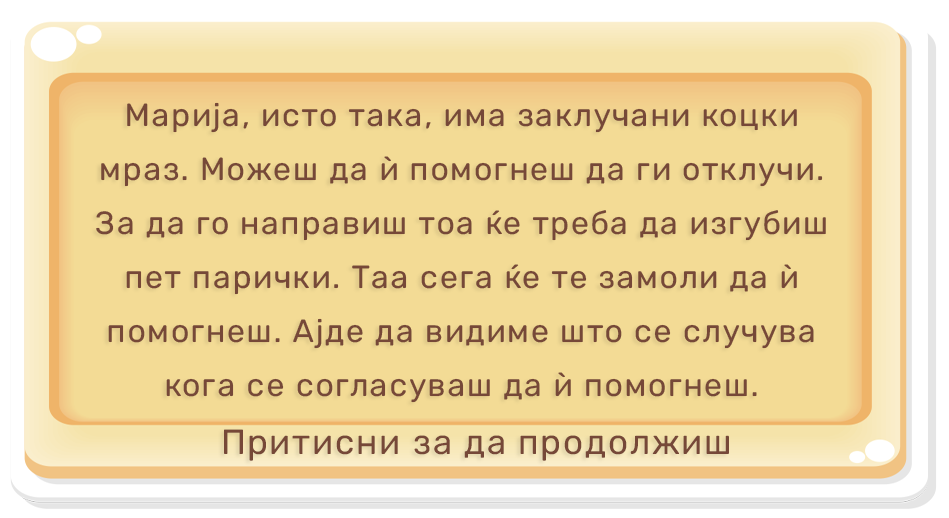 Марија, исто така, има заклучани коцки
мраз. Можеш да ѝ помогнеш да ги отклучи.
За да го направиш тоа ќе треба да изгубиш
пет парички. Таа сега ќе те замоли да ѝ
помогнеш. Ајде да видиме што се случува
кога се согласуваш да ѝ помогнеш.
Притисни за да продолжиш